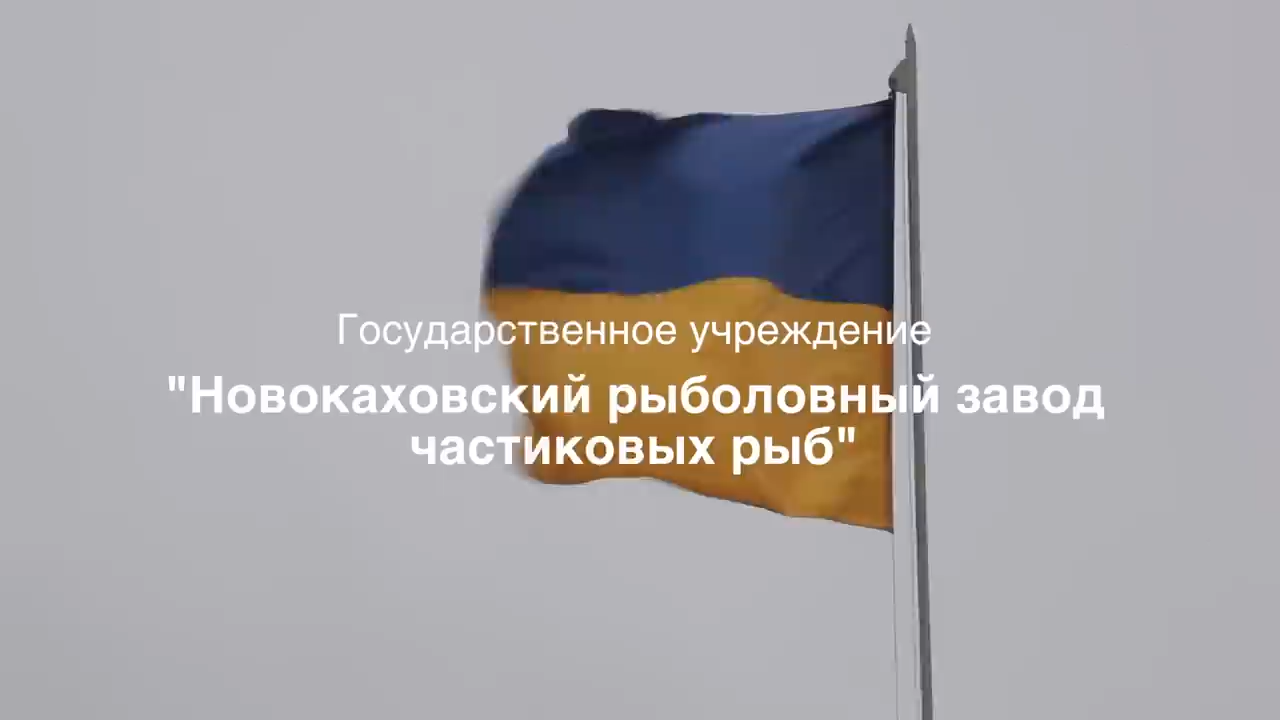 Государственное учреждение
"Новокаховский рыболовный завод
частиковых рыб"